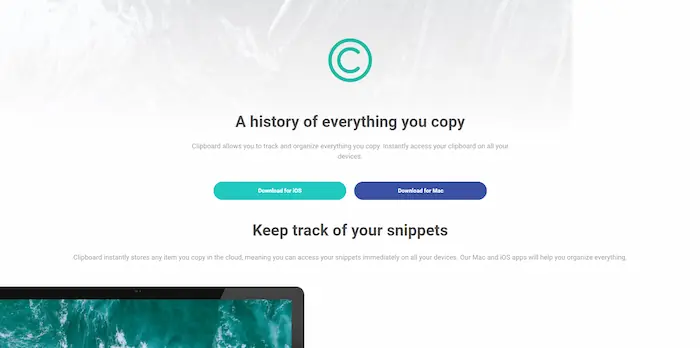 ©
A history of everything you copy
Clipboard allows you to track and organize everything you copy. Instantly access your clipboard on all your
devices.
Download for iOS
Download for Mac
Keep track of your snippets
Clipboard instantly stores any item you copy in the cloud, meaning you can access your snippets immediately on all your devices. Our Mac and iOS apps will help you organize everything.